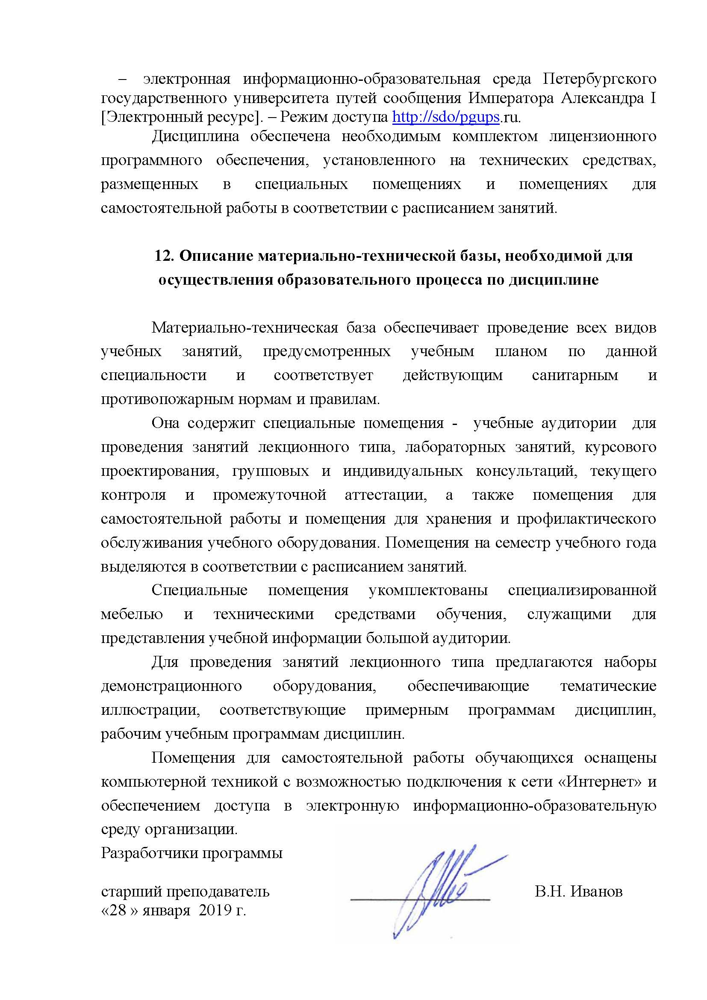 – электронная информационно-образовательная среда Петербургского
государственного университета путей сообщения Императора Александра I
[Электронный ресурс]. – Режим доступа http://sdo/pgups.ru.
Дисциплина обеспечена необходимым комплектом лицензионного
программного обеспечения, установленного на технических средствах,
размещенных в специальных помещениях и помещениях для
самостоятельной работы в соответствии с расписанием занятий.
12. Описание материально-технической базы, необходимой для
осуществления образовательного процесса по дисциплине
Материально-техническая база обеспечивает проведение всех видов
учебных занятий, предусмотренных учебным планом по данной
специальности и соответствует действующим санитарным и
противопожарным нормам и правилам.
Она содержит специальные помещения - учебные аудитории для
проведения занятий лекционного типа, лабораторных занятий, курсового
проектирования, групповых и индивидуальных консультаций, текущего
контроля и промежуточной аттестации, а также помещения для
самостоятельной работы и помещения для хранения и профилактического
обслуживания учебного оборудования. Помещения на семестр учебного года
выделяются в соответствии с расписанием занятий.
Специальные помещения укомплектованы специализированной
мебелью и техническими средствами обучения, служащими для
представления учебной информации большой аудитории.
Для проведения занятий лекционного типа предлагаются наборы
демонстрационного оборудования, обеспечивающие тематические
иллюстрации, соответствующие примерным программам дисциплин,
рабочим учебным программам дисциплин.
Помещения для самостоятельной работы обучающихся оснащены
компьютерной техникой с возможностью подключения к сети «Интернет» и
обеспечением доступа в электронную информационно-образовательную
среду организации.
Разработчики программы
старший преподаватель В.Н. Иванов
«28 » января 2019 г.